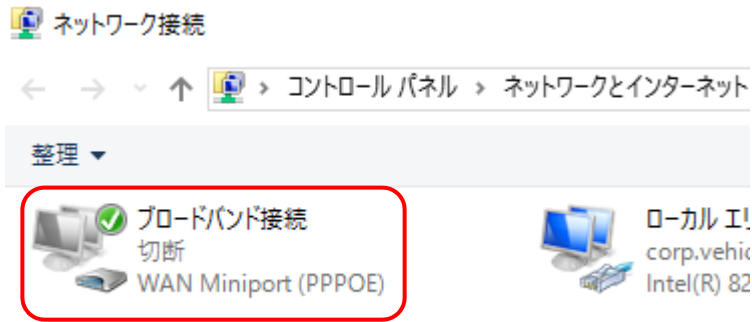 ネットワーク接続
コントロール パネル > ネットワークとインターネット
整理
ブロードバンド接続
切断
WAN Miniport (PPPOE)
ローカル エリ
corp.vehic
Intel(R) 82